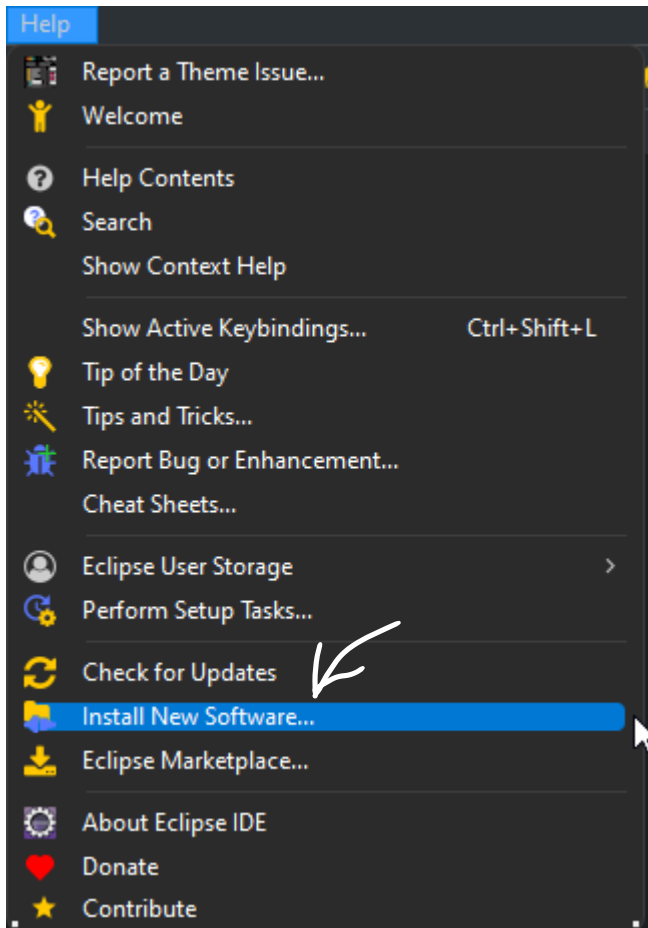 Help
Report a Theme Issue...
Welcome
Help Contents
Search
Show Context Help
Show Active Keybindings... Ctrl+Shift+L
Tip of the Day
Tips and Tricks...
Report Bug or Enhancement...
Cheat Sheets...
Eclipse User Storage
Perform Setup Tasks...
Check for Updates
Install New Software...
Eclipse Marketplace...
About Eclipse IDE
Donate
Contribute